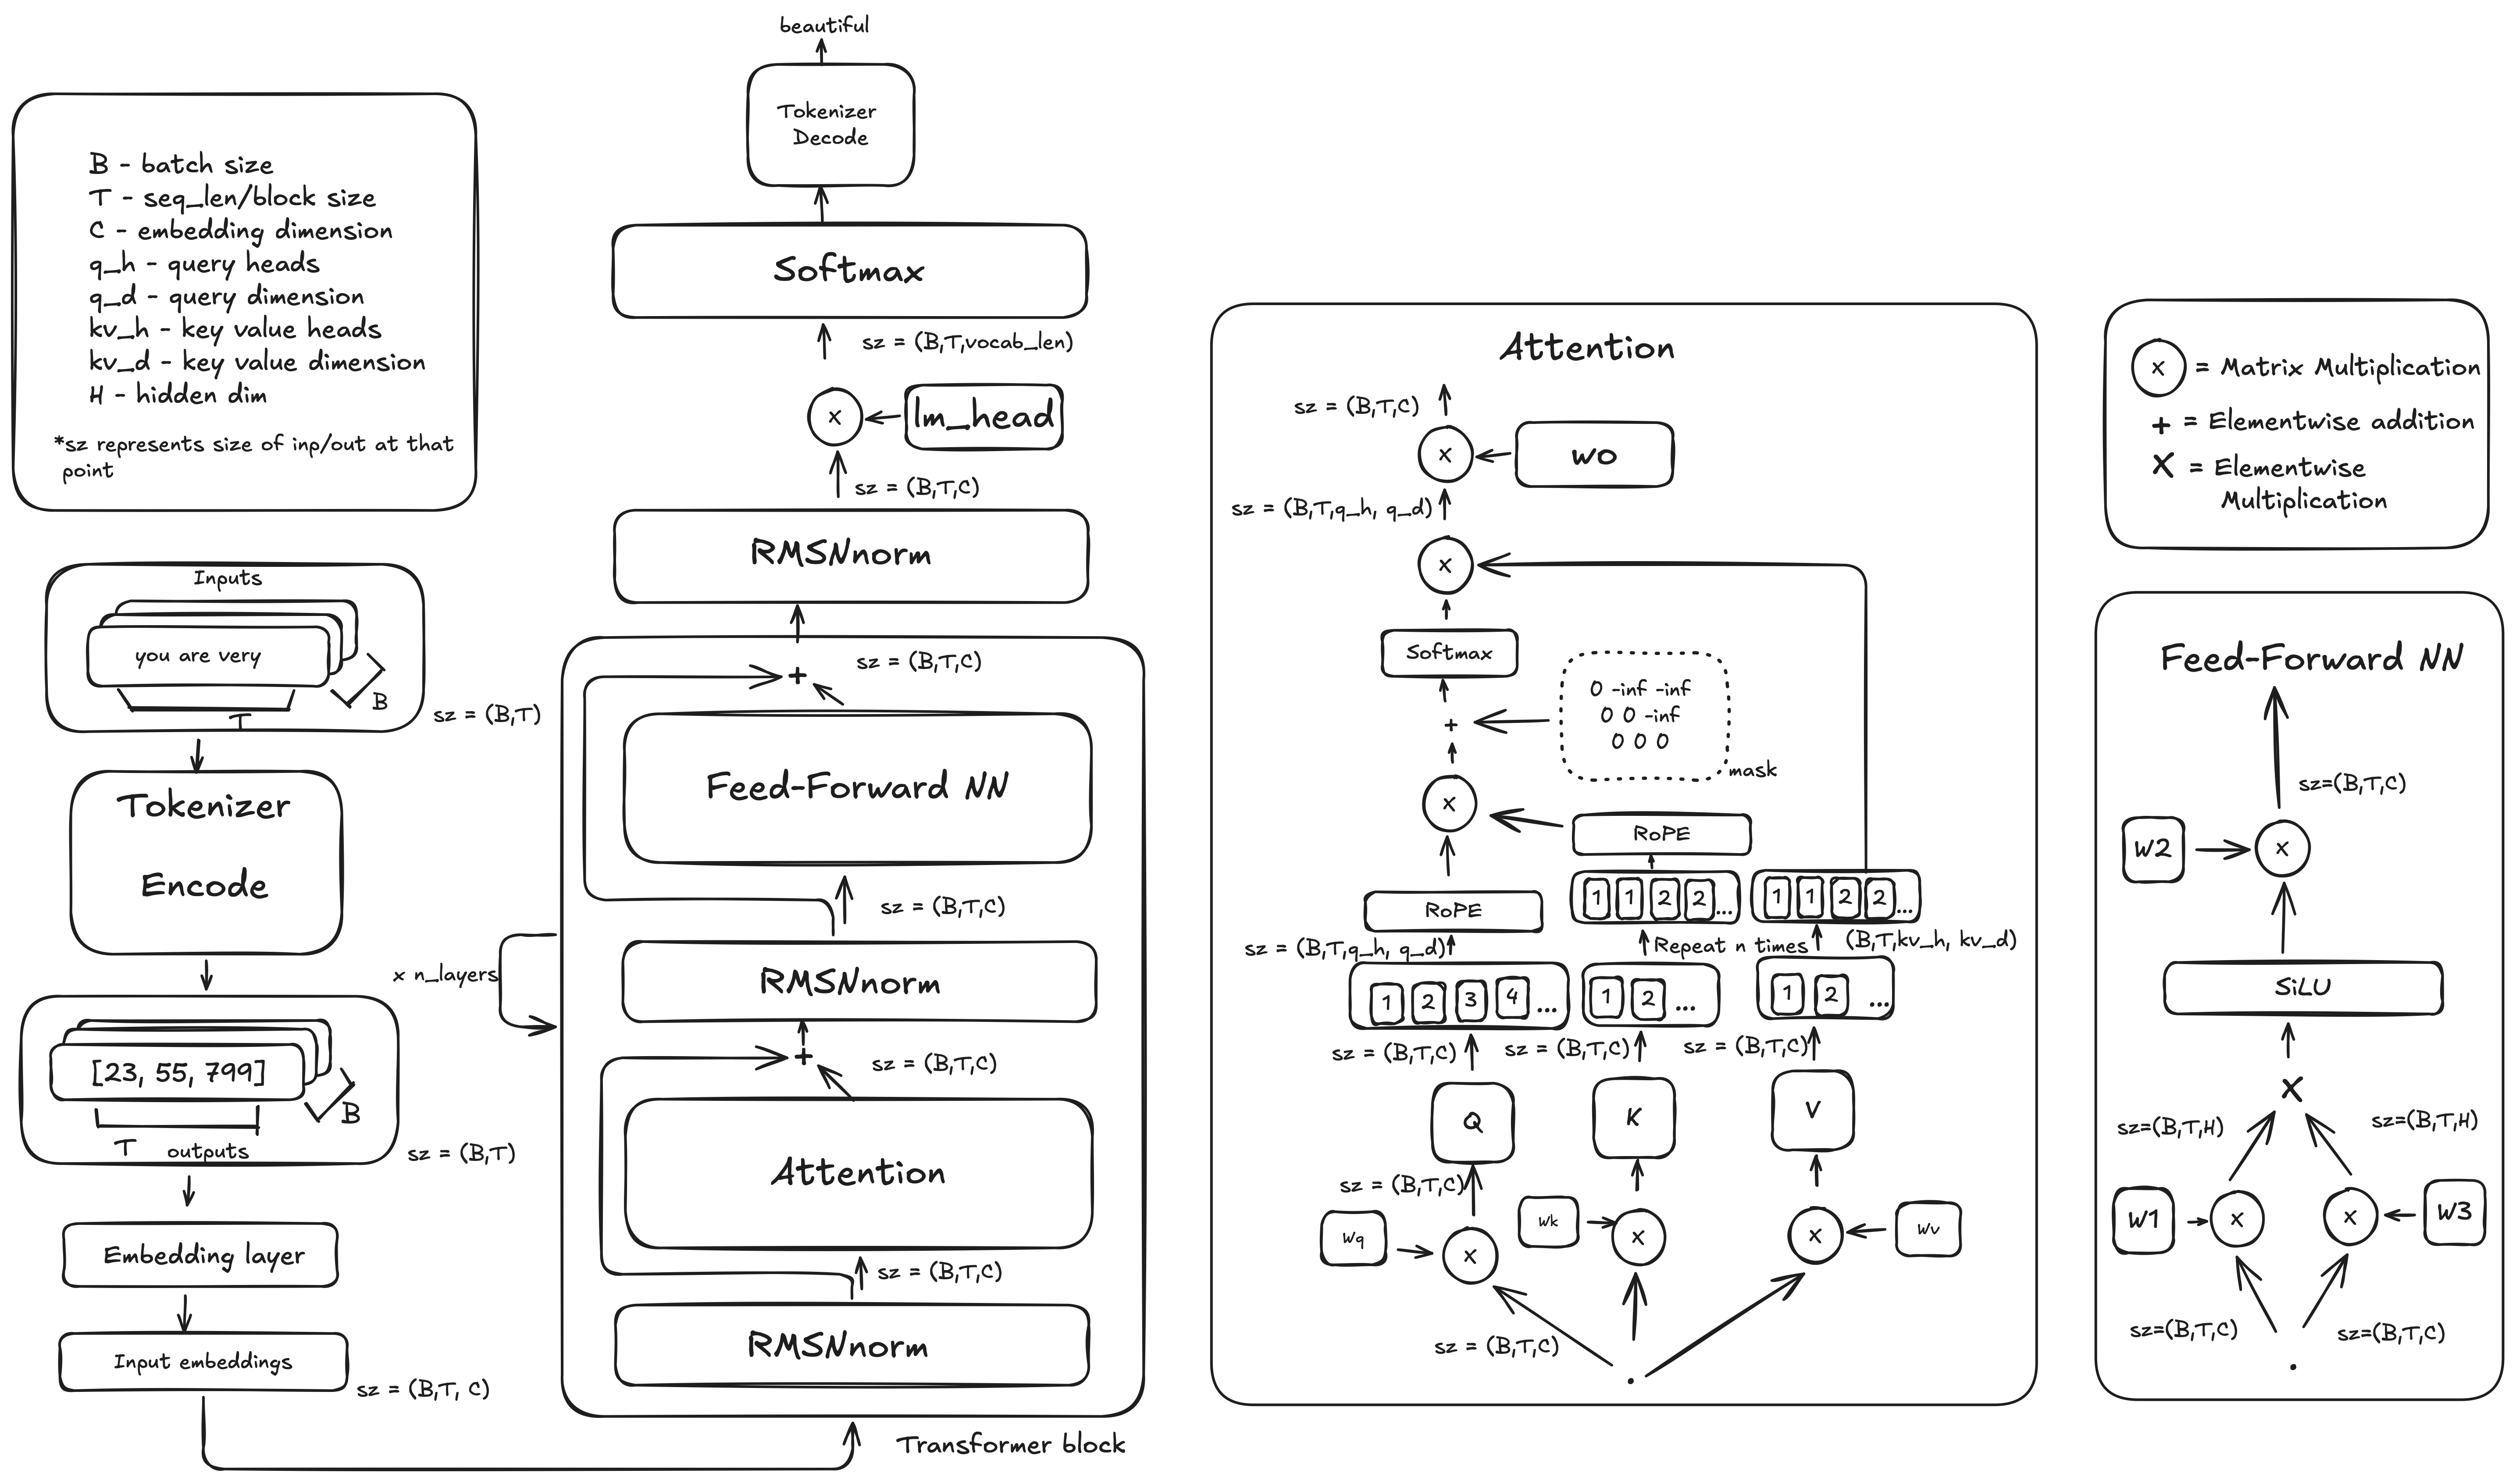 B - batch size
T - seq_len/block size
C - embedding dimension
q_h - query heads
q_d - query dimension
kv_h - key value heads
kv_d - key value dimension
H - hidden dim
*sz represents size of inp/out at that
point
Inputs
you are very
B
T
sz = (B,T)
Tokenizer
Encode
[23, 55, 799]
B
T
outputs
sz = (B,T)
Embedding layer
Input embeddings
sz = (B,T, C)
beautiful
Tokenizer
Decode
Softmax
sz = (B,T,vocab_len)
x
lm_head
sz = (B,T,C)
RMSNnorm
+
sz = (B,T,C)
Feed-Forward NN
sz = (B,T,C)
x n_layers
RMSNnorm
+
sz = (B,T,C)
Attention
sz = (B,T,C)
RMSNnorm
Transformer block
Attention
sz = (B,T,C)
x
wo
sz = (B,T,q_h, q_d)
x
Softmax
0 -inf -inf
0 0 -inf
0 0 0
mask
+
x
RoPE
RoPE
1 1 2 2...
1 1 2 2...
sz = (B,T,q_h, q_d)
Repeat n times
(B,T,kv_h, kv_d)
1 2 3 4 ...
1 2 ...
1 2 ...
sz = (B,T,C)
sz = (B,T,C)
sz = (B,T,C)
Q
K
V
sz = (B,T,C)
Wq
x
Wk
x
x
Wv
sz = (B,T,C)
.
x = Matrix Multiplication
+ = Elementwise addition
X = Elementwise
Multiplication
Feed-Forward NN
sz=(B,T,C)
W2
x
SiLU
X
sz=(B,T,H)
sz=(B,T,H)
W1
x
x
W3
sz=(B,T,C)
sz=(B,T,C)
.